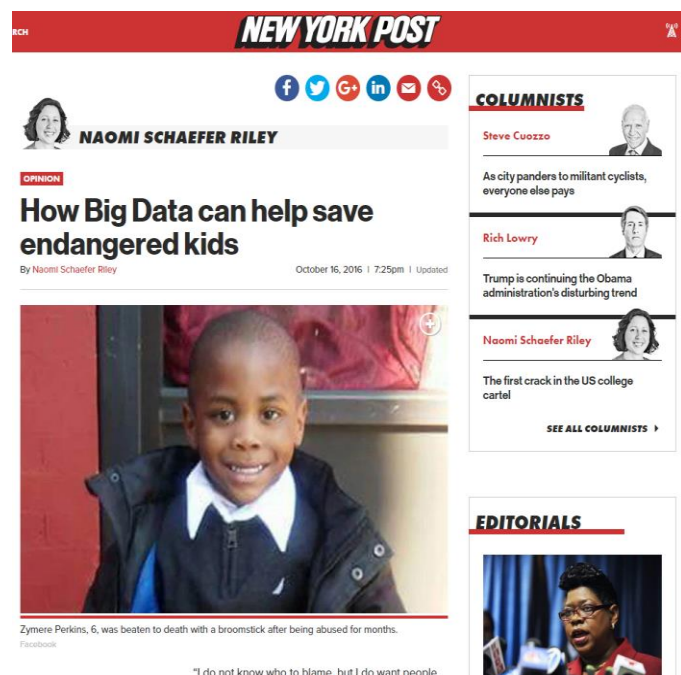 RCH
NEW YORK POST
NAOMI SCHAEFER RILEY
OPINION
How Big Data can help save
endangered kids
By Naomi Schaefer Riley
October 16, 2016 | 7:25pm | Updated
Zymere Perkins, 6, was beaten to death with a broomstick after being abused for months.
Facebook
"I do not know who to blame, but I do want people
COLUMNISTS
Steve Cuozzo
As city panders to militant cyclists,
everyone else pays
Rich Lowry
Trump is continuing the Obama
administration's disturbing trend
Naomi Schaefer Riley
The first crack in the US college
cartel
SEE ALL COLUMNISTS
EDITORIALS